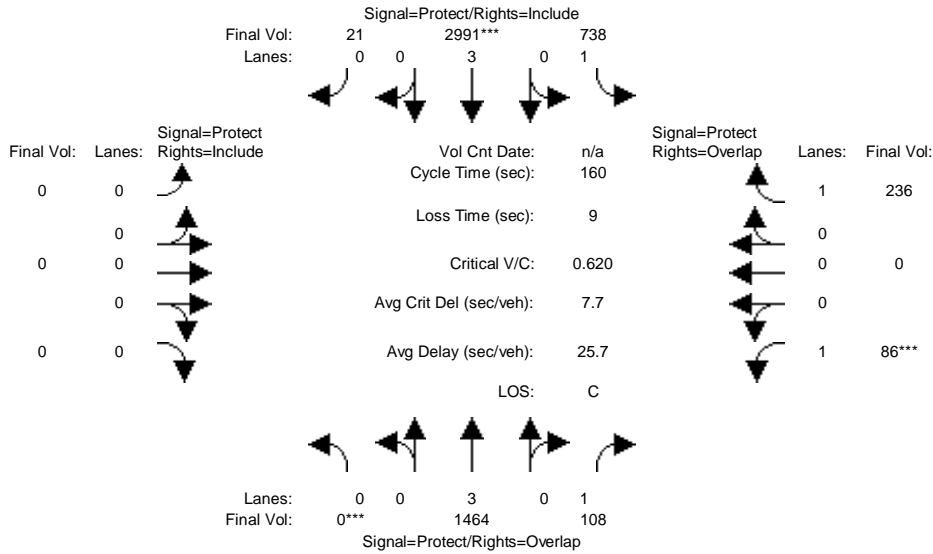 Signal=Protect/Rights=Include
Final Vol: 21 2991*** 738
Lanes: 0 0 3 0 1
Signal=Protect
Final Vol: Lanes: Rights=Include
Vol Cnt Date: n/a
Signal=Protect
Rights=Overlap Lanes: Final Vol:
Cycle Time (sec): 160
0 0
1 236
Loss Time (sec): 9
0
0
0 0
Critical V/C: 0.620
0 0
0
Avg Crit Del (sec/veh): 7.7
0
0 0
Avg Delay (sec/veh): 25.7
1 86***
LOS: C
Lanes: 0 0 3 0 1
Final Vol: 0*** 1464 108
Signal=Protect/Rights=Overlap